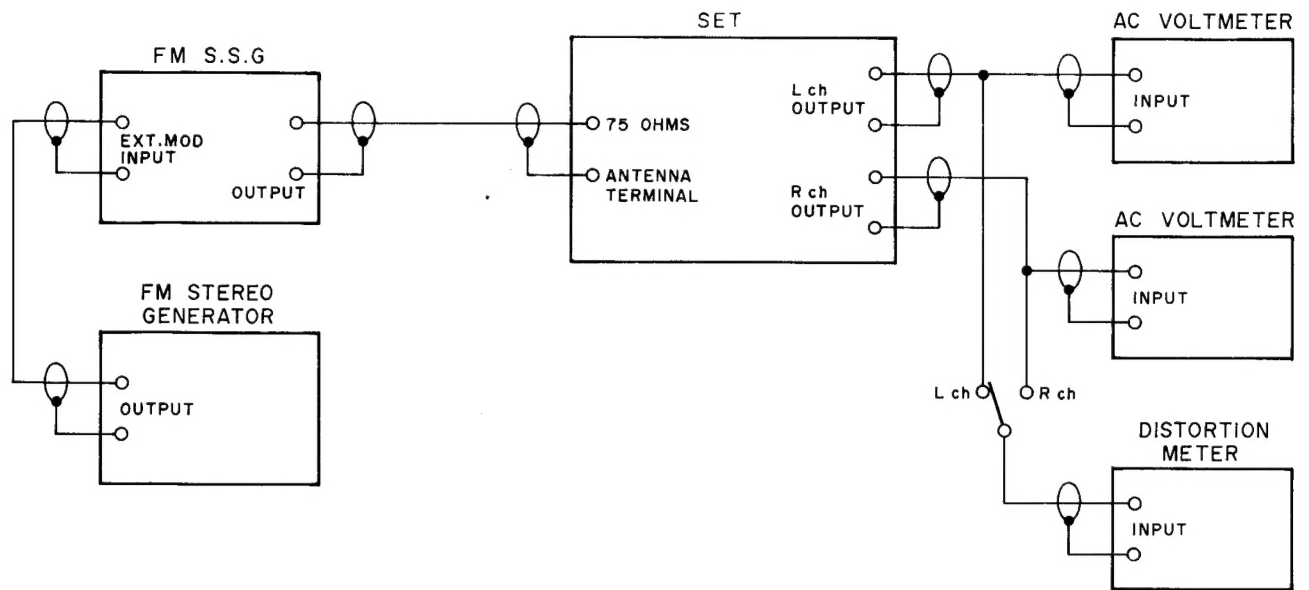 FM S.S.G
EXT.MOD
INPUT
OUTPUT
FM STEREO
GENERATOR
OUTPUT
SET
75 OHMS
ANTENNA
TERMINAL
L ch
OUTPUT
R ch
OUTPUT
AC VOLTMETER
INPUT
AC VOLTMETER
INPUT
L ch
R ch
DISTORTION
METER
INPUT